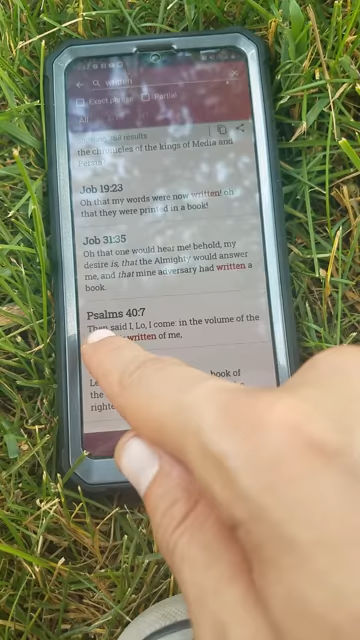 written
Exact phrase Partial
All
results
the chronicles of the kings of Media and
Persia?
Job 19:23
Oh that my words were now written! oh
that they were printed in a book!
Job 31:35
Oh that one would hear me! behold, my
desire is, that the Almighty would answer
me, and that mine adversary had written a
book.
Psalms 40:7
Then said I, Lo, I come: in the volume of the
written of me,
book of
the